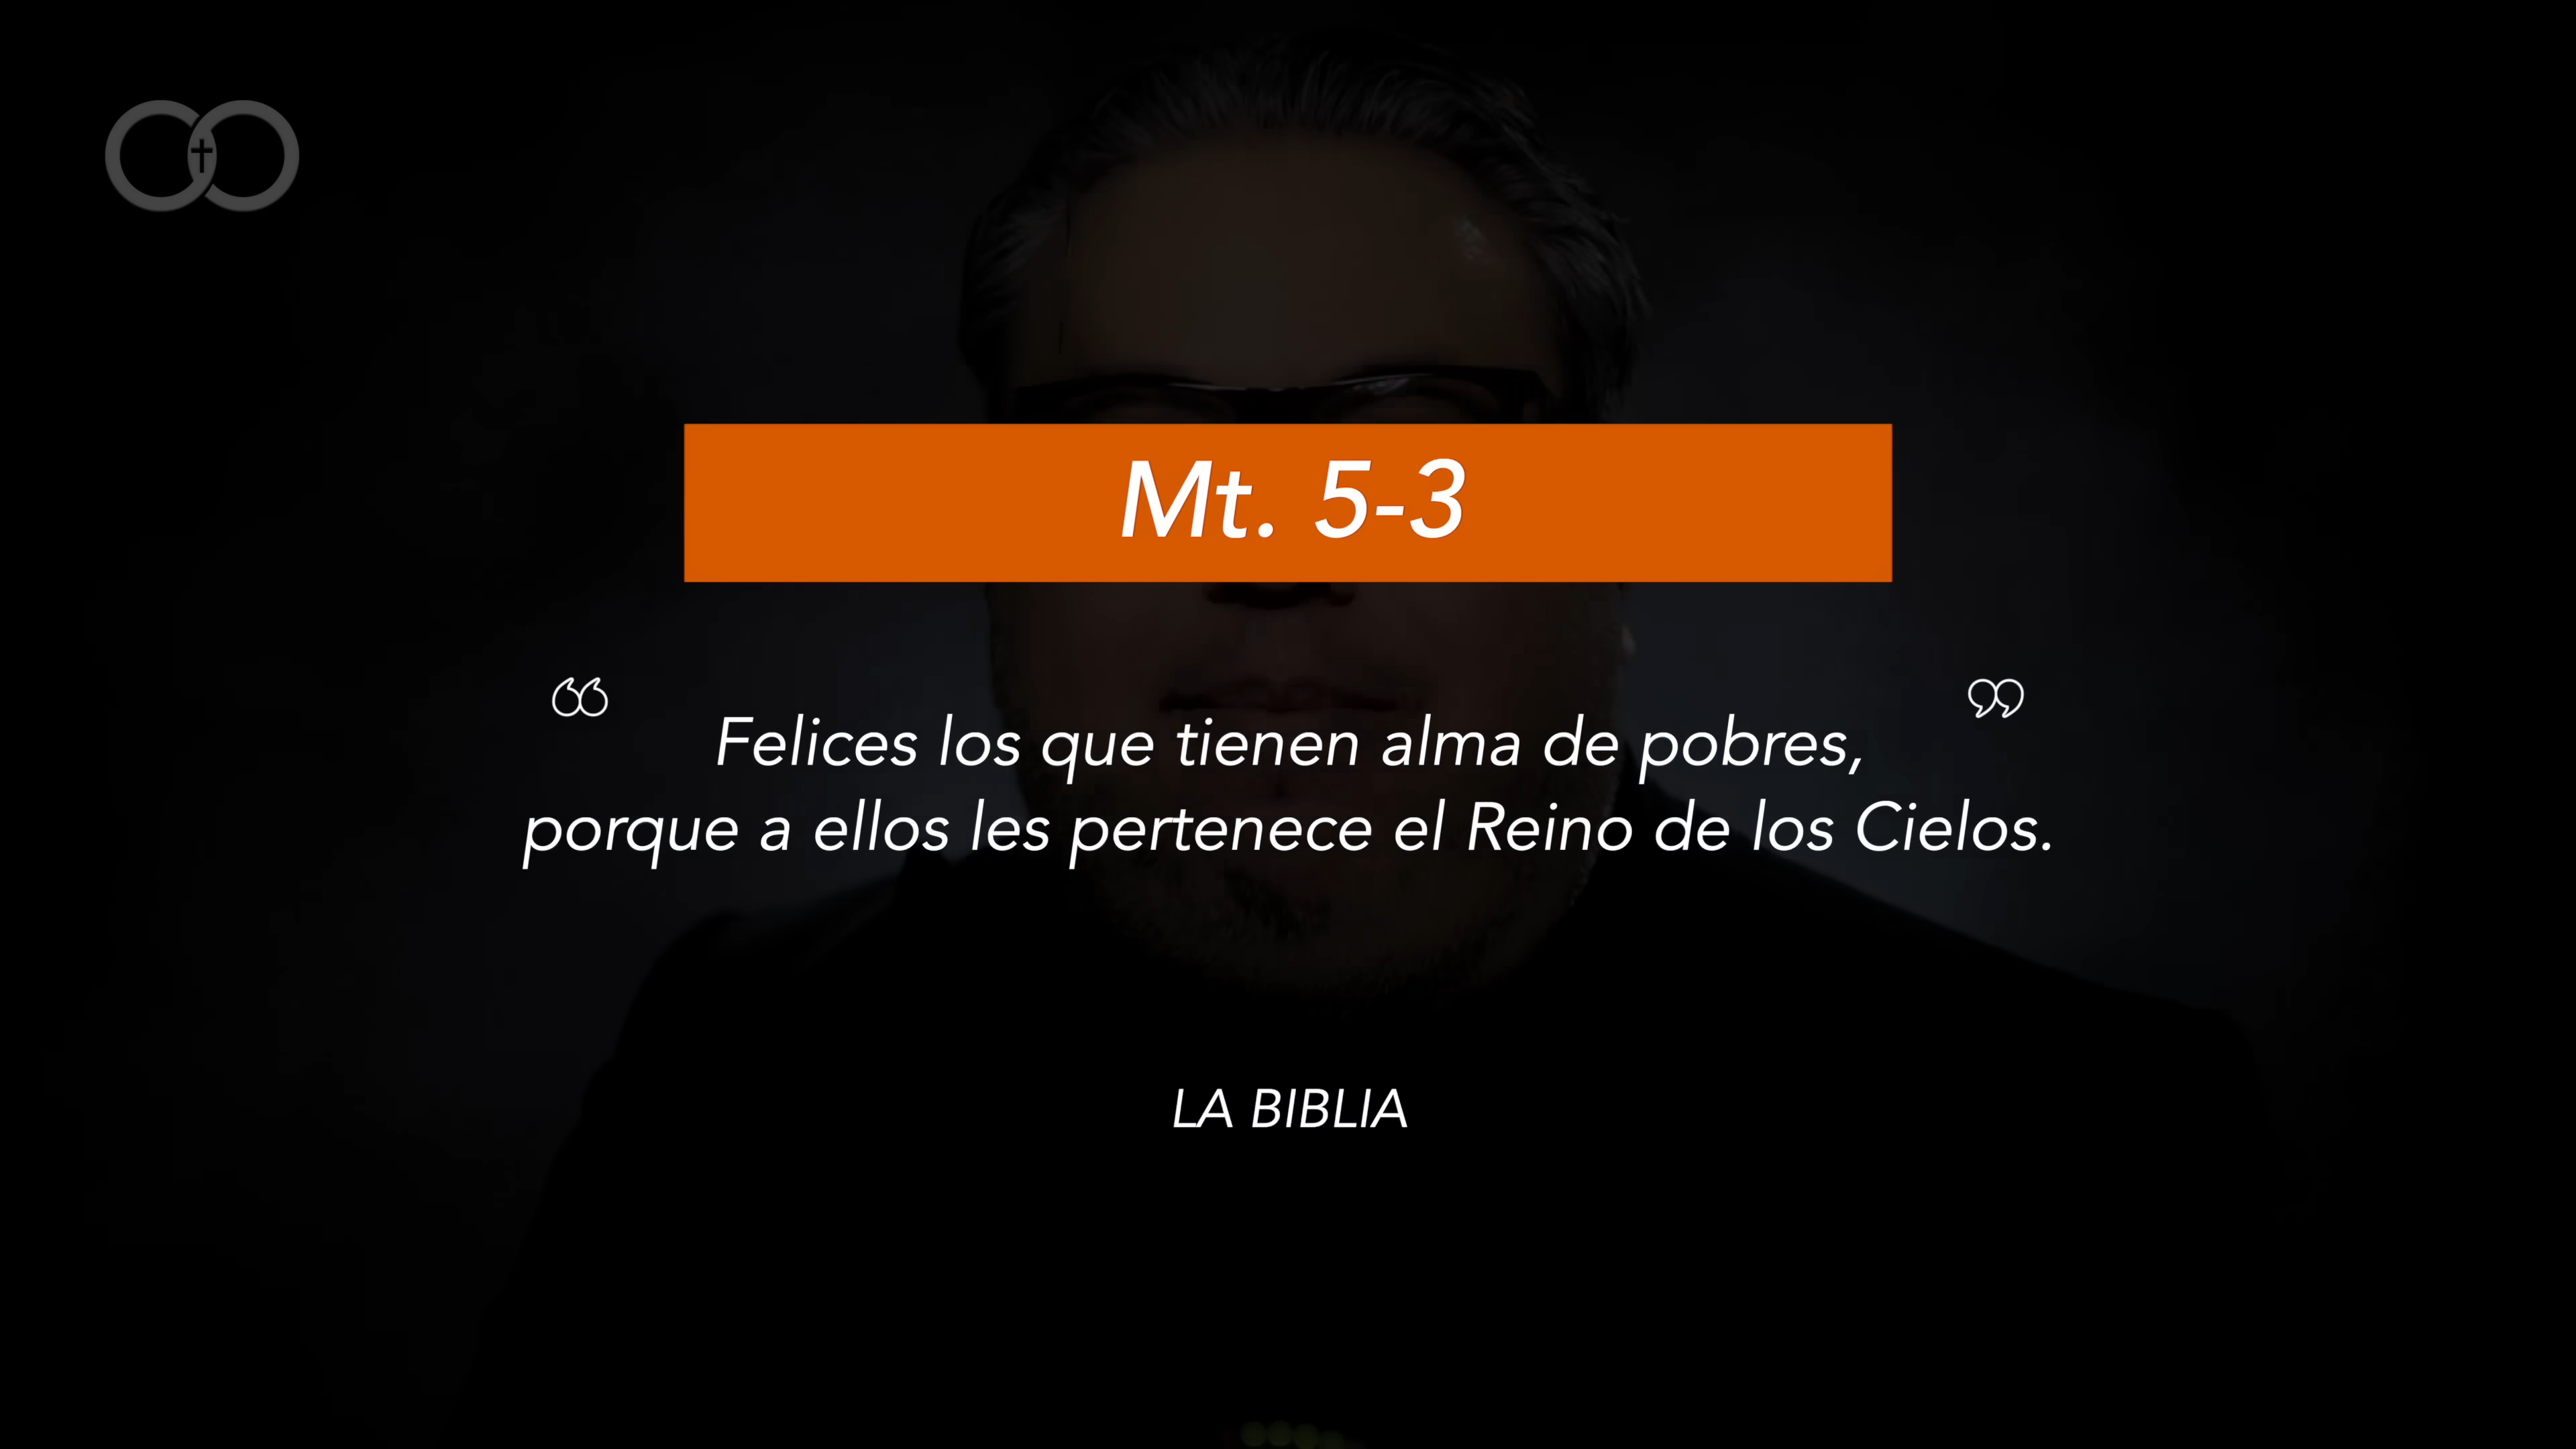 Mt. 5-3
“ Felices los que tienen alma de pobres, ”
porque a ellos les pertenece el Reino de los Cielos.
LA BIBLIA